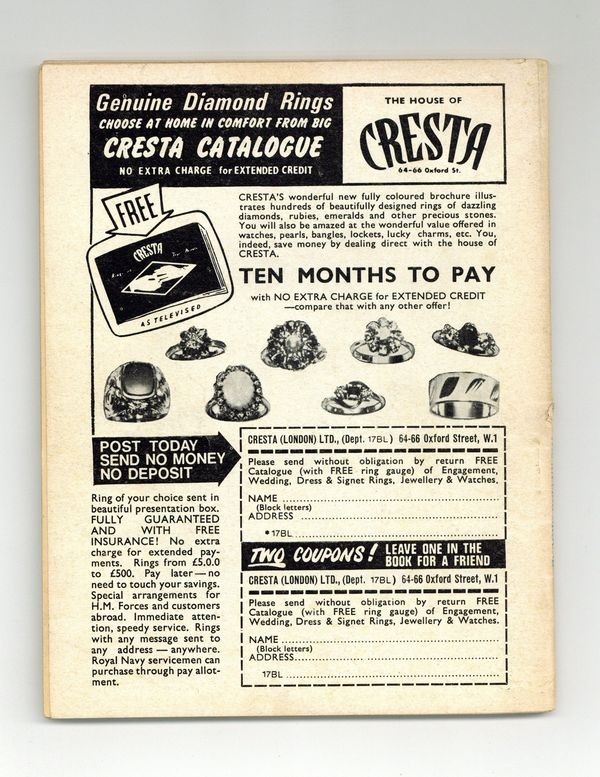 Genuine Diamond Rings
CHOOSE AT HOME IN COMFORT FROM BIG
CRESTA CATALOGUE
NO EXTRA CHARGE for EXTENDED CREDIT
THE HOUSE OF
CRESTA
64-66 Oxford St.
FREE
CRESTA
AS TELEVISED
CRESTA'S wonderful new fully coloured brochure illus-
trates hundreds of beautifully designed rings of dazzling
diamonds, rubies, emeralds and other precious stones.
You will also be amazed at the wonderful value offered in
watches, pearls, bangles, lockets, lucky charms, etc. You,
indeed, save money by dealing direct with the house of
CRESTA.
TEN MONTHS TO PAY
with NO EXTRA CHARGE for EXTENDED CREDIT
—compare that with any other offer!
POST TODAY
SEND NO MONEY
NO DEPOSIT
Ring of your choice sent in
beautiful presentation box.
FULLY GUARANTEED
AND WITH FREE
INSURANCE! No extra
charge for extended pay-
ments. Rings from £5.0.0
to £500. Pay later—no
need to touch your savings.
Special arrangements for
H.M. Forces and customers
abroad. Immediate atten-
tion, speedy service. Rings
with any message sent to
any address — anywhere.
Royal Navy servicemen can
purchase through pay allot-
ment.
CRESTA (LONDON) LTD., (Dept. 17BL) 64-66 Oxford Street, W.1
Please send without obligation by return FREE
Catalogue (with FREE ring gauge) of Engagement,
Wedding, Dress & Signet Rings, Jewellery & Watches.
NAME
(Block letters)
ADDRESS
*17BL
TWO COUPONS! LEAVE ONE IN THE
BOOK FOR A FRIEND
CRESTA (LONDON) LTD., (Dept. 17BL) 64-66 Oxford Street, W.1
Please send without obligation by return FREE
Catalogue (with FREE ring gauge) of Engagement,
Wedding, Dress & Signet Rings, Jewellery & Watches.
NAME
(Block letters)
ADDRESS
17BL